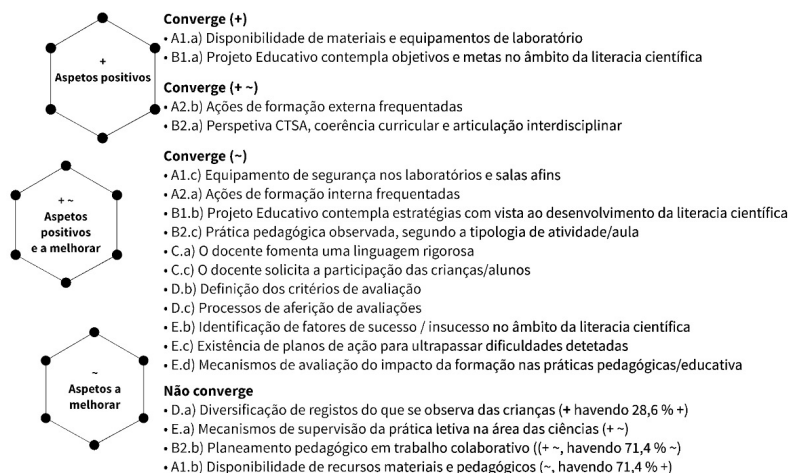 +
Aspetos positivos
+ ~
Aspetos
positivos
e a melhorar
~
Aspetos a
melhorar
Converge (+)
• A1.a) Disponibilidade de materiais e equipamentos de laboratório
• B1.a) Projeto Educativo contempla objetivos e metas no âmbito da literacia científica
Converge (+ ~)
• A2.b) Ações de formação externa frequentadas
• B2.a) Perspetiva CTSA, coerência curricular e articulação interdisciplinar
Converge (~)
• A1.c) Equipamento de segurança nos laboratórios e salas afins
• A2.a) Ações de formação interna frequentadas
• B1.b) Projeto Educativo contempla estratégias com vista ao desenvolvimento da literacia científica
• B2.c) Prática pedagógica observada, segundo a tipologia de atividade/aula
• C.a) O docente fomenta uma linguagem rigorosa
• C.c) O docente solicita a participação das crianças/alunos
• D.b) Definição dos critérios de avaliação
• D.c) Processos de aferição de avaliações
• E.b) Identificação de fatores de sucesso / insucesso no âmbito da literacia científica
• E.c) Existência de planos de ação para ultrapassar dificuldades detetadas
• E.d) Mecanismos de avaliação do impacto da formação nas práticas pedagógicas/educativa
Não converge
• D.a) Diversificação de registos do que se observa das crianças (+ havendo 28,6 % +)
• E.a) Mecanismos de supervisão da prática letiva na área das ciências (+ ~)
• B2.b) Planeamento pedagógico em trabalho colaborativo ((+ ~, havendo 71,4 % ~)
• A1.b) Disponibilidade de recursos materiais e pedagógicos (~, havendo 71,4 % +)